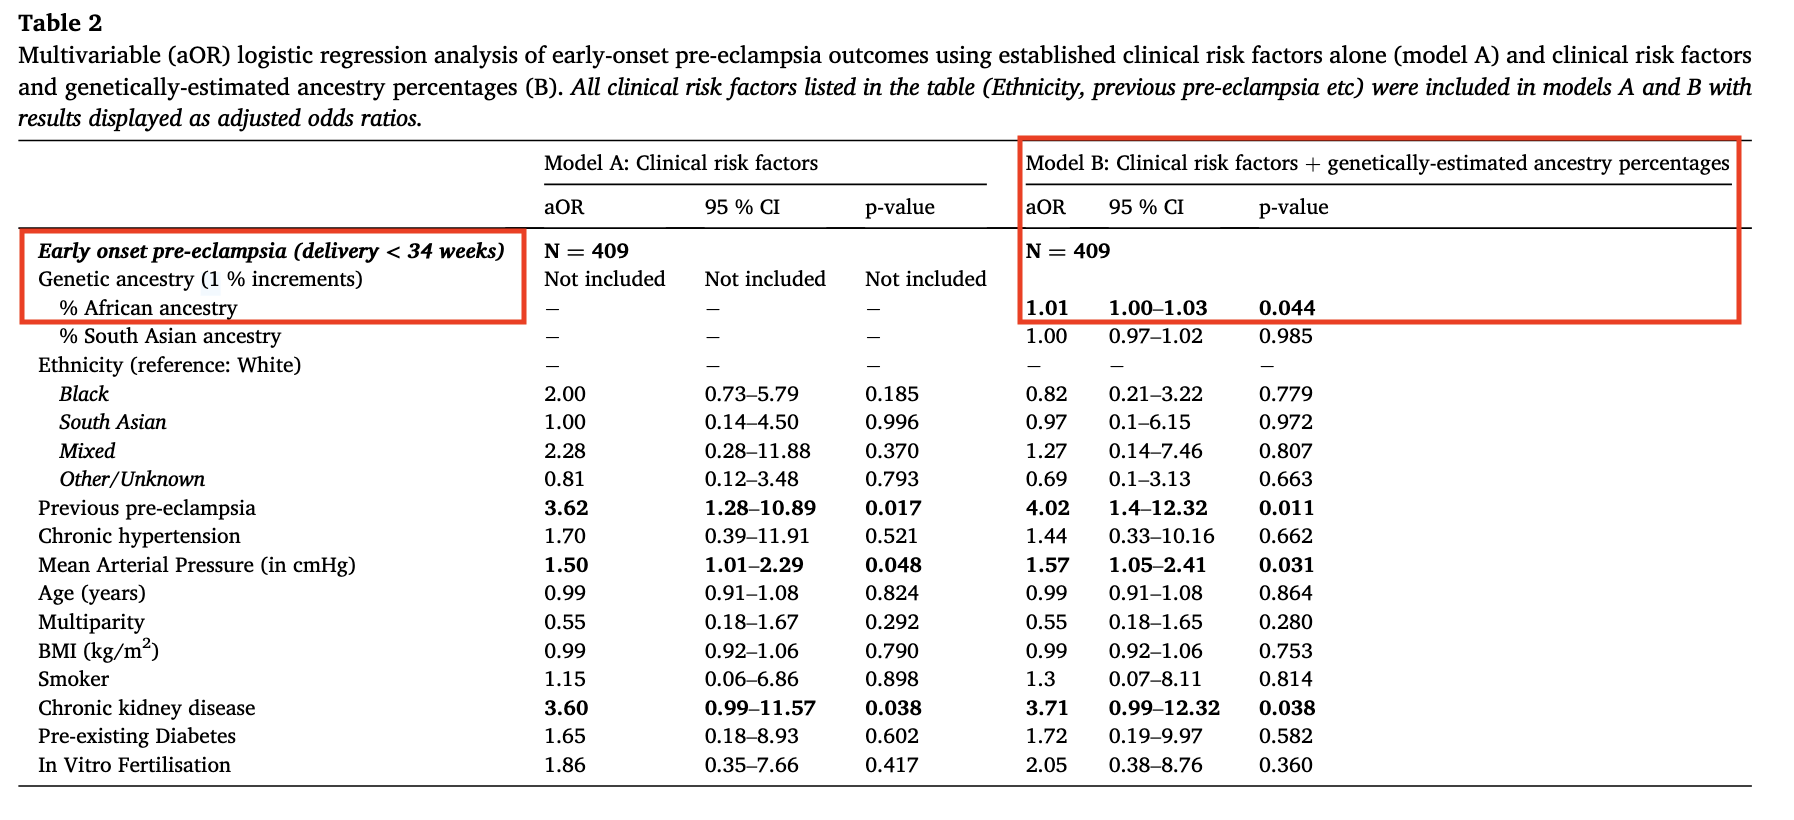 Table 2
Multivariable (aOR) logistic regression analysis of early-onset pre-eclampsia outcomes using established clinical risk factors alone (model A) and clinical risk factors
and genetically-estimated ancestry percentages (B). All clinical risk factors listed in the table (Ethnicity, previous pre-eclampsia etc) were included in models A and B with
results displayed as adjusted odds ratios.
Model A: Clinical risk factors Model B: Clinical risk factors + genetically-estimated ancestry percentages
aOR 95 % CI p-value aOR 95 % CI p-value
Early onset pre-eclampsia (delivery < 34 weeks) N = 409 N = 409
Genetic ancestry (1 % increments) Not included Not included Not included
% African ancestry – – – 1.01 1.00–1.03 0.044
% South Asian ancestry – – – 1.00 0.97–1.02 0.985
Ethnicity (reference: White) – – – – – –
Black 2.00 0.73–5.79 0.185 0.82 0.21–3.22 0.779
South Asian 1.00 0.14–4.50 0.996 0.97 0.1–6.15 0.972
Mixed 2.28 0.28–11.88 0.370 1.27 0.14–7.46 0.807
Other/Unknown 0.81 0.12–3.48 0.793 0.69 0.1–3.13 0.663
Previous pre-eclampsia 3.62 1.28–10.89 0.017 4.02 1.4–12.32 0.011
Chronic hypertension 1.70 0.39–11.91 0.521 1.44 0.33–10.16 0.662
Mean Arterial Pressure (in cmHg) 1.50 1.01–2.29 0.048 1.57 1.05–2.41 0.031
Age (years) 0.99 0.91–1.08 0.824 0.99 0.91–1.08 0.864
Multiparity 0.55 0.18–1.67 0.292 0.55 0.18–1.65 0.280
BMI (kg/m²) 0.99 0.92–1.06 0.790 0.99 0.92–1.06 0.753
Smoker 1.15 0.06–6.86 0.898 1.3 0.07–8.11 0.814
Chronic kidney disease 3.60 0.99–11.57 0.038 3.71 0.99–12.32 0.038
Pre-existing Diabetes 1.65 0.18–8.93 0.602 1.72 0.19–9.97 0.582
In Vitro Fertilisation 1.86 0.35–7.66 0.417 2.05 0.38–8.76 0.360